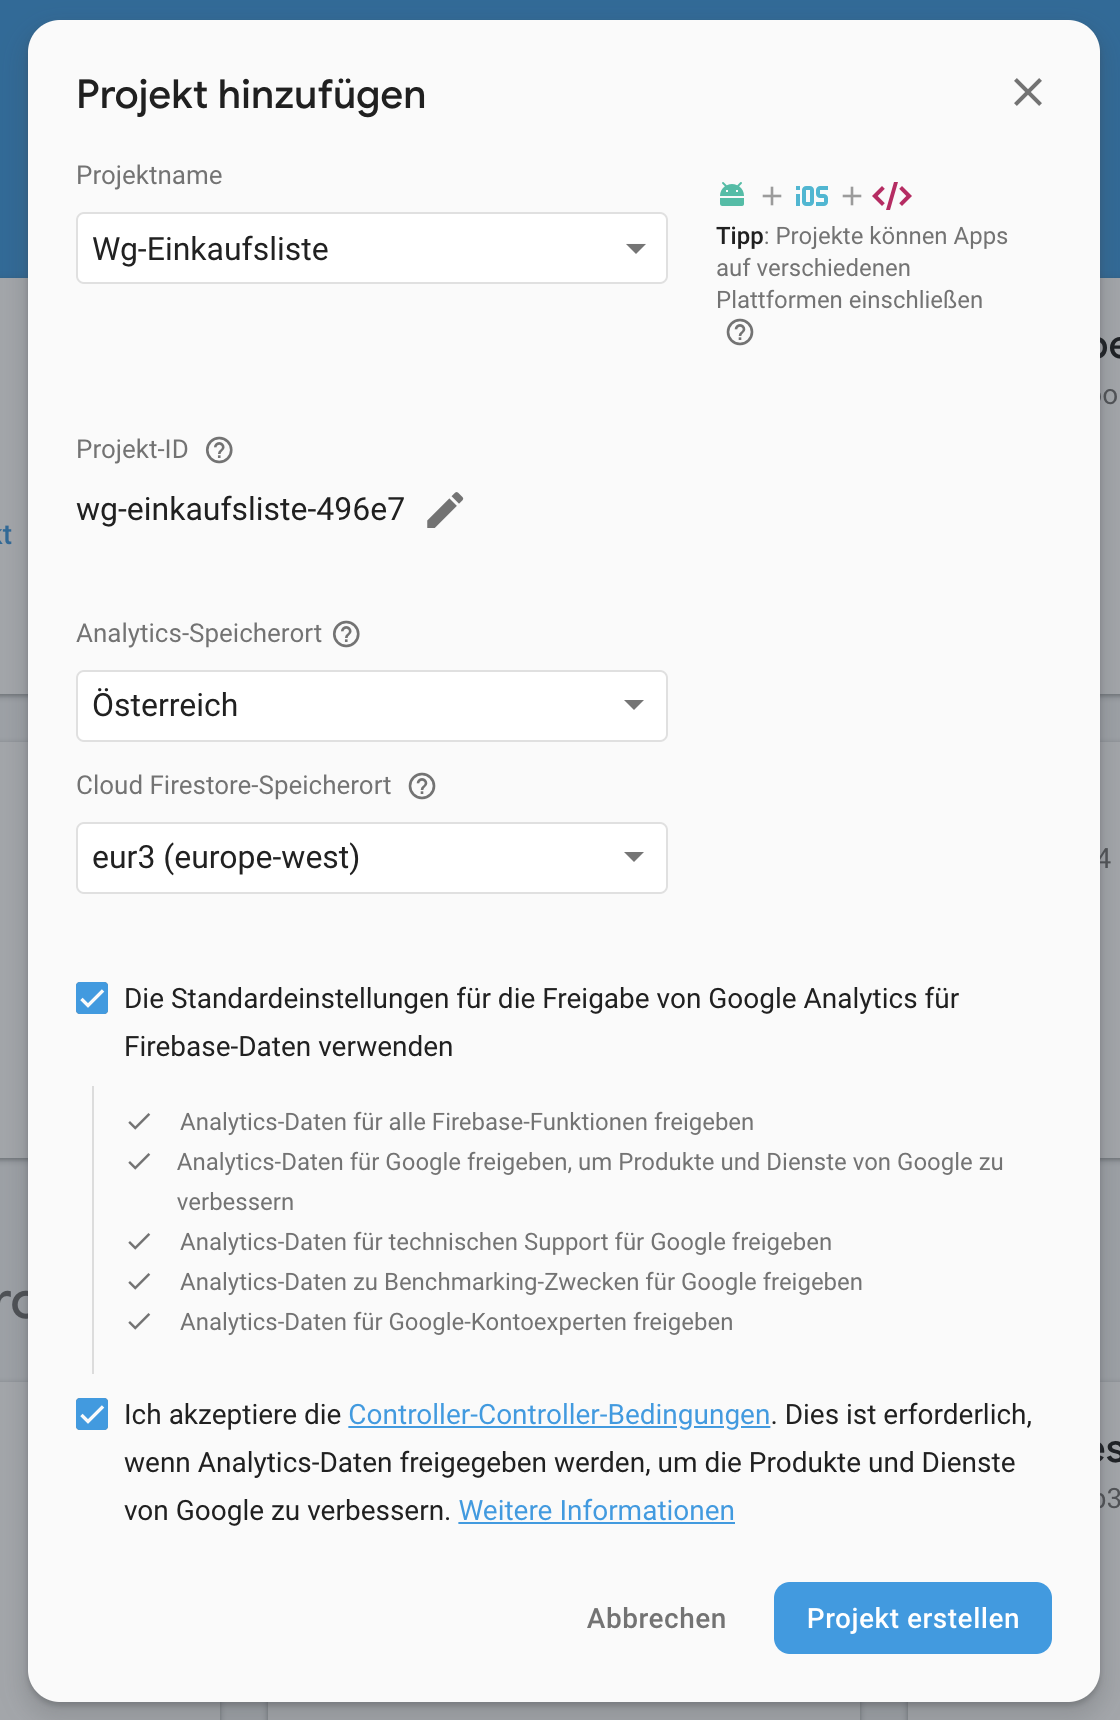 Projekt hinzufügen
Projektname
Wg-Einkaufsliste
+ iOS + </>
Tipp: Projekte können Apps
auf verschiedenen
Plattformen einschließen
Projekt-ID
wg-einkaufsliste-496e7
Analytics-Speicherort
Österreich
Cloud Firestore-Speicherort
eur3 (europe-west)
Die Standardeinstellungen für die Freigabe von Google Analytics für
Firebase-Daten verwenden
Analytics-Daten für alle Firebase-Funktionen freigeben
Analytics-Daten für Google freigeben, um Produkte und Dienste von Google zu
verbessern
Analytics-Daten für technischen Support für Google freigeben
Analytics-Daten zu Benchmarking-Zwecken für Google freigeben
Analytics-Daten für Google-Kontoexperten freigeben
Ich akzeptiere die Controller-Controller-Bedingungen. Dies ist erforderlich,
wenn Analytics-Daten freigegeben werden, um die Produkte und Dienste
von Google zu verbessern. Weitere Informationen
Abbrechen
Projekt erstellen